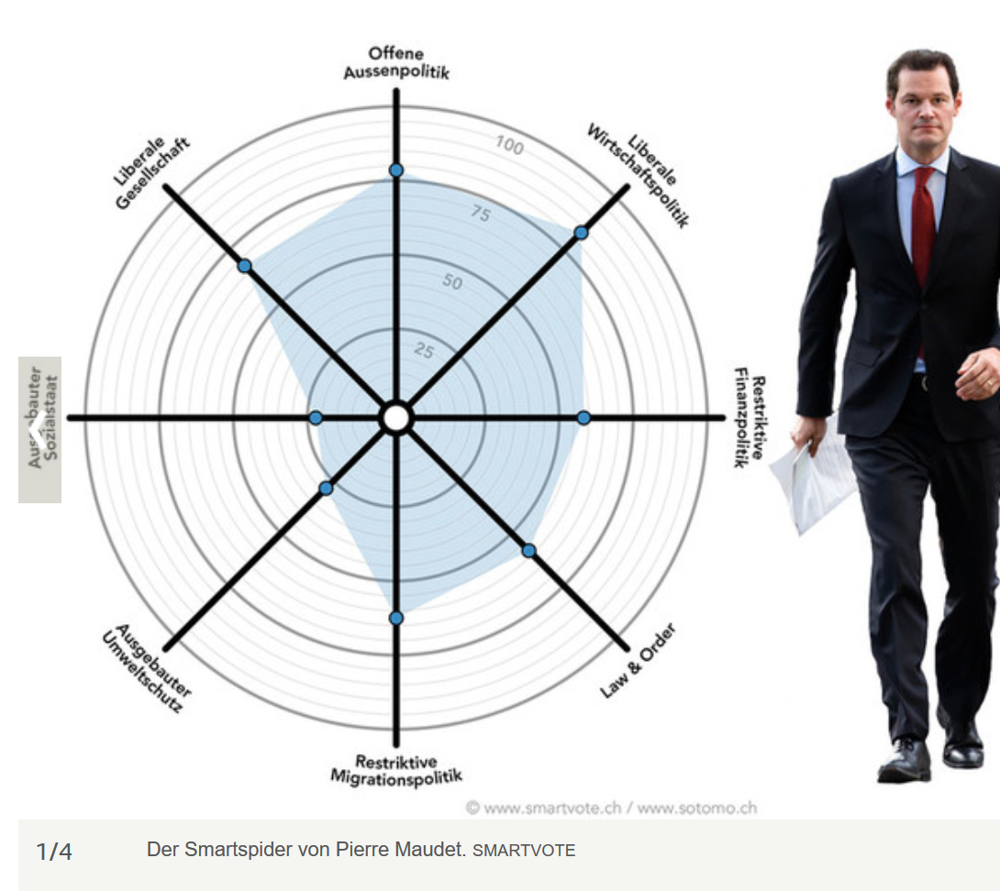 Offene
Aussenpolitik
Liberale
Wirtschaftspolitik
Liberale
Gesellschaft
100
75
50
25
Restriktive
Finanzpolitik
Ausgebauter
Sozialstaat
Law & Order
Ausgebauter
Umweltschutz
Restriktive
Migrationspolitik
© www.smartvote.ch / www.sotomo.ch
1/4
Der Smartspider von Pierre Maudet. SMARTVOTE